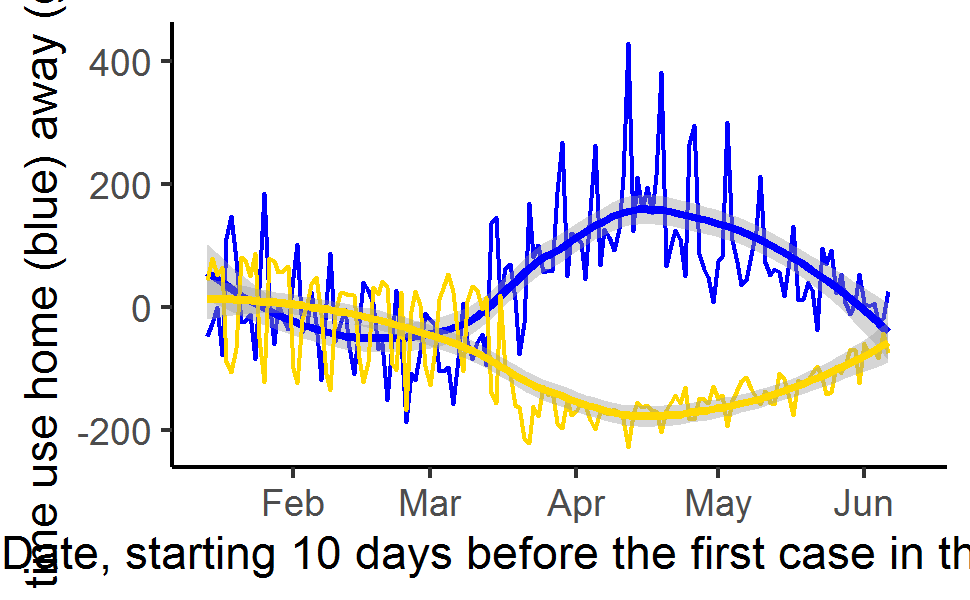 time use home (blue) away (
400
200
0
-200
Feb Mar Apr May Jun
Date, starting 10 days before the first case in th